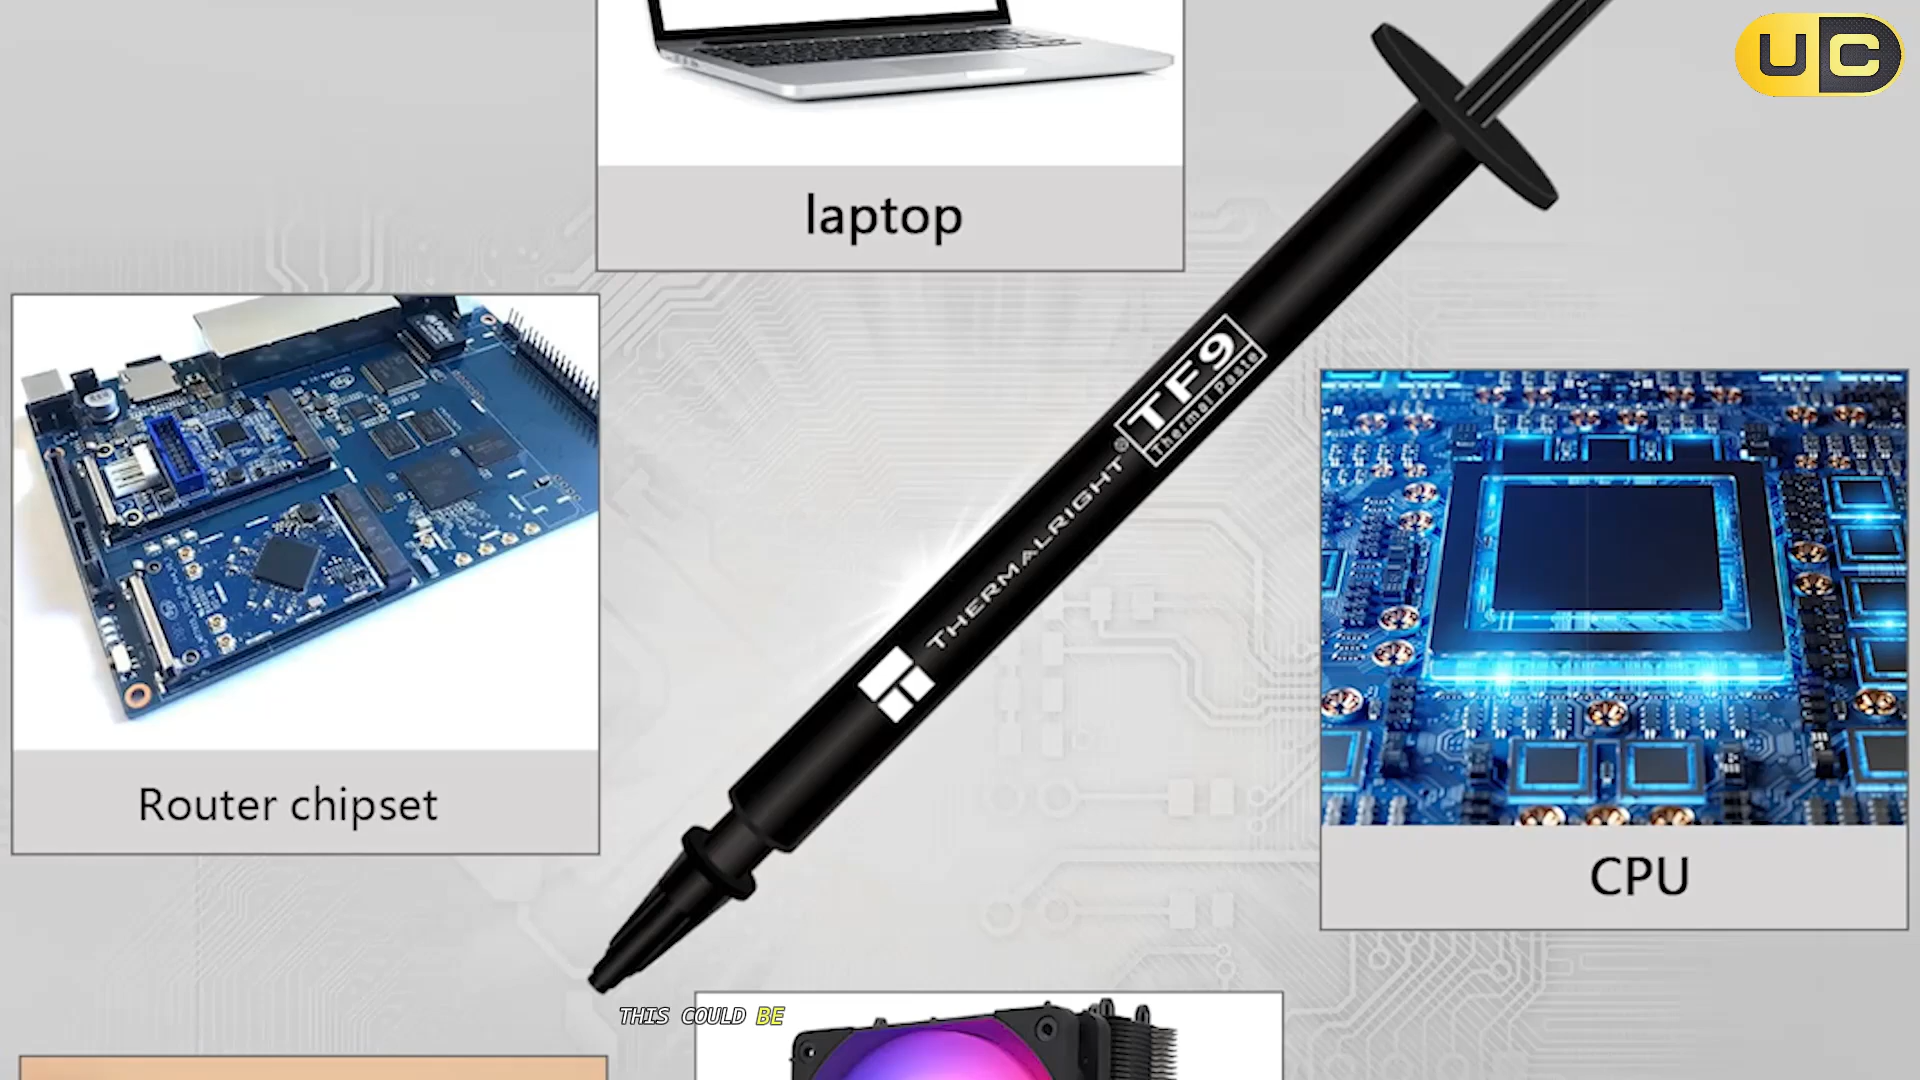 UC
laptop
TF9
Thermal Paste
THERMALRIGHT®
Router chipset
CPU
THIS COULD BE